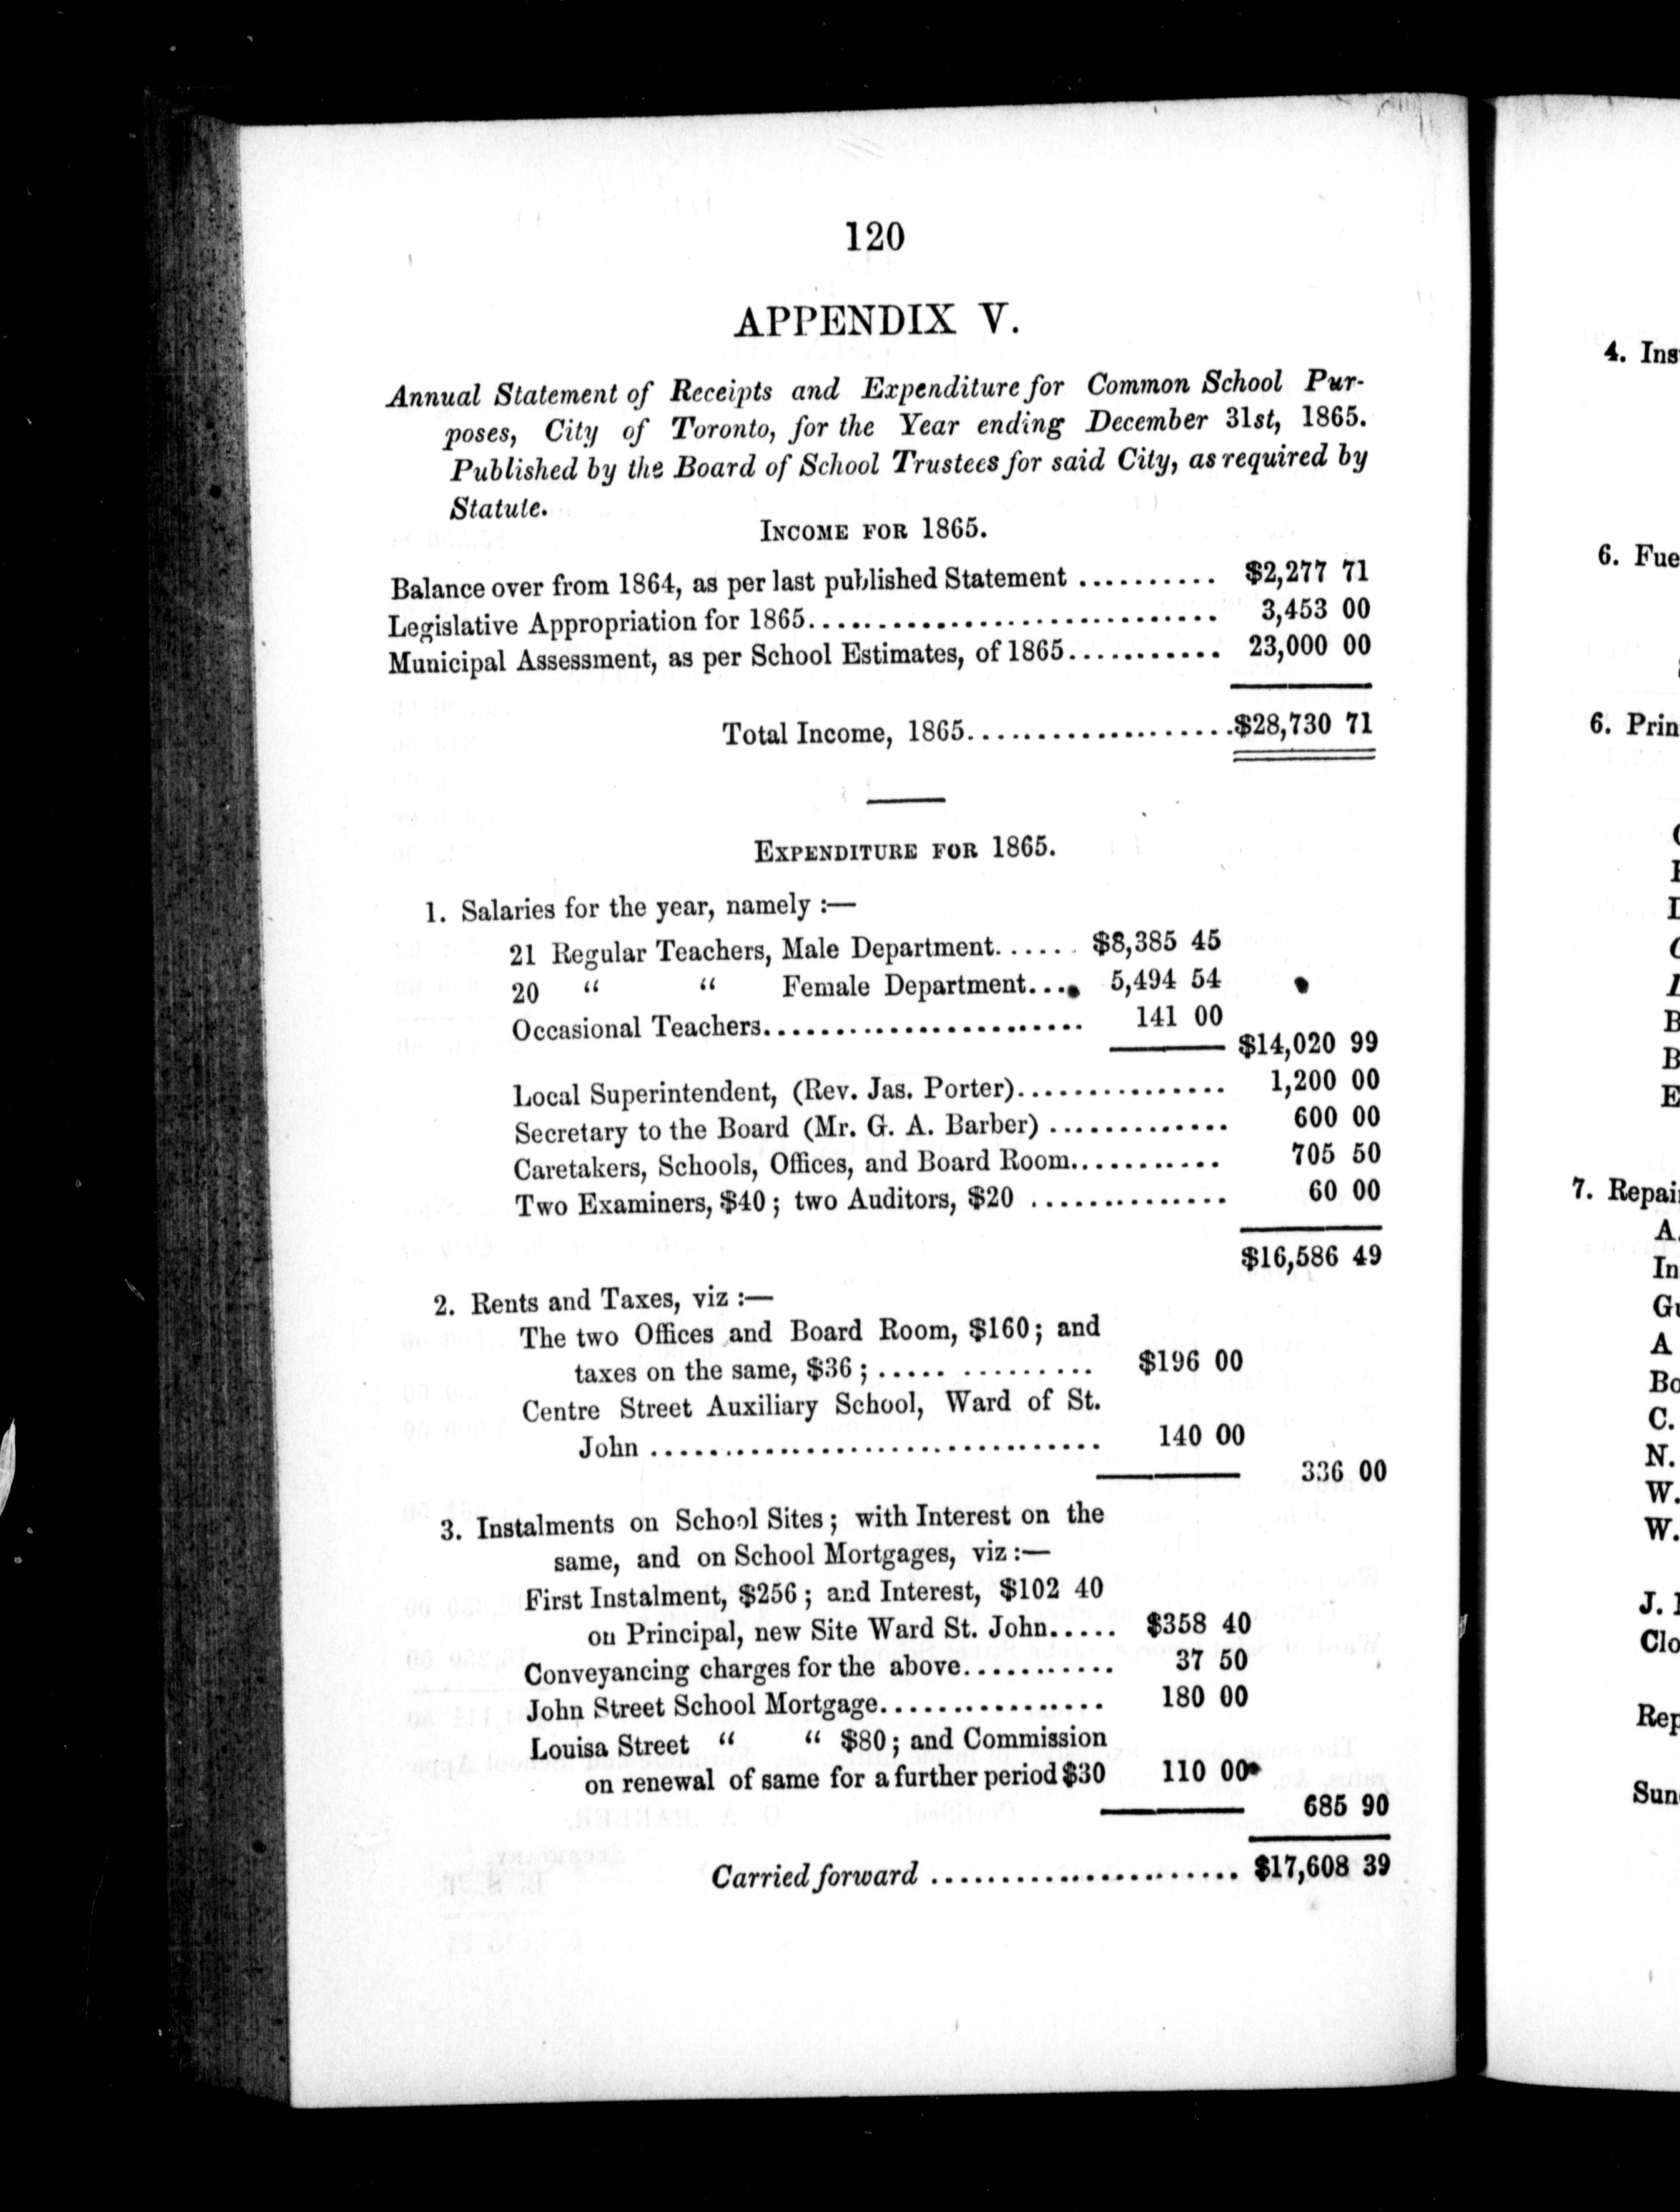 120
APPENDIX V.
Annual Statement of Receipts and Expenditure for Common School Pur-
poses, City of Toronto, for the Year ending December 31st, 1865.
Published by the Board of School Trustees for said City, as required by
Statute.
INCOME FOR 1865.
Balance over from 1864, as per last published Statement .......... $2,277 71
Legislative Appropriation for 1865............................. 3,453 00
Municipal Assessment, as per School Estimates, of 1865........... 23,000 00
Total Income, 1865...................$28,730 71
EXPENDITURE FOR 1865.
1. Salaries for the year, namely :—
21 Regular Teachers, Male Department...... $8,385 45
20 “ “ Female Department.... 5,494 54
Occasional Teachers....................... 141 00
$14,020 99
Local Superintendent, (Rev. Jas. Porter)............... 1,200 00
Secretary to the Board (Mr. G. A. Barber) ............. 600 00
Caretakers, Schools, Offices, and Board Room........... 705 50
Two Examiners, $40 ; two Auditors, $20 .............. 60 00
$16,586 49
2. Rents and Taxes, viz :—
The two Offices and Board Room, $160 ; and
taxes on the same, $36 ; ..... ......... $196 00
Centre Street Auxiliary School, Ward of St.
John ................................ 140 00
336 00
3. Instalments on School Sites ; with Interest on the
same, and on School Mortgages, viz :—
First Instalment, $256 ; and Interest, $102 40
on Principal, new Site Ward St. John..... $358 40
Conveyancing charges for the above........... 37 50
John Street School Mortgage................ 180 00
Louisa Street “ “ $80 ; and Commission
on renewal of same for a further period $30 110 00
685 90
Carried forward ...................... $17,608 39
4. Ins
6. Fue
6. Prin
7. Repai
A.
In
Gu
A
Bo
C.
N.
W.
W.
J.
Clo
Rep
Sun